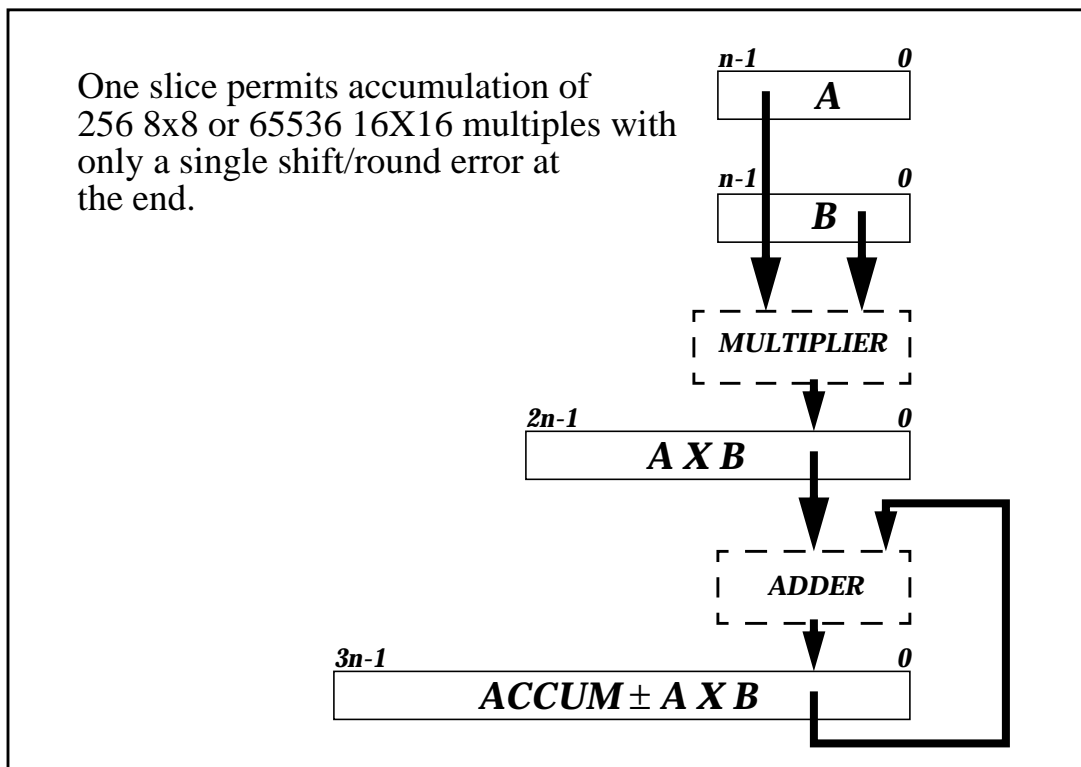 One slice permits accumulation of
256 8x8 or 65536 16X16 multiples with
only a single shift/round error at
the end.
n-1 0
A
n-1 0
B
MULTIPLIER
2n-1 0
A X B
ADDER
3n-1 0
ACCUM ± A X B